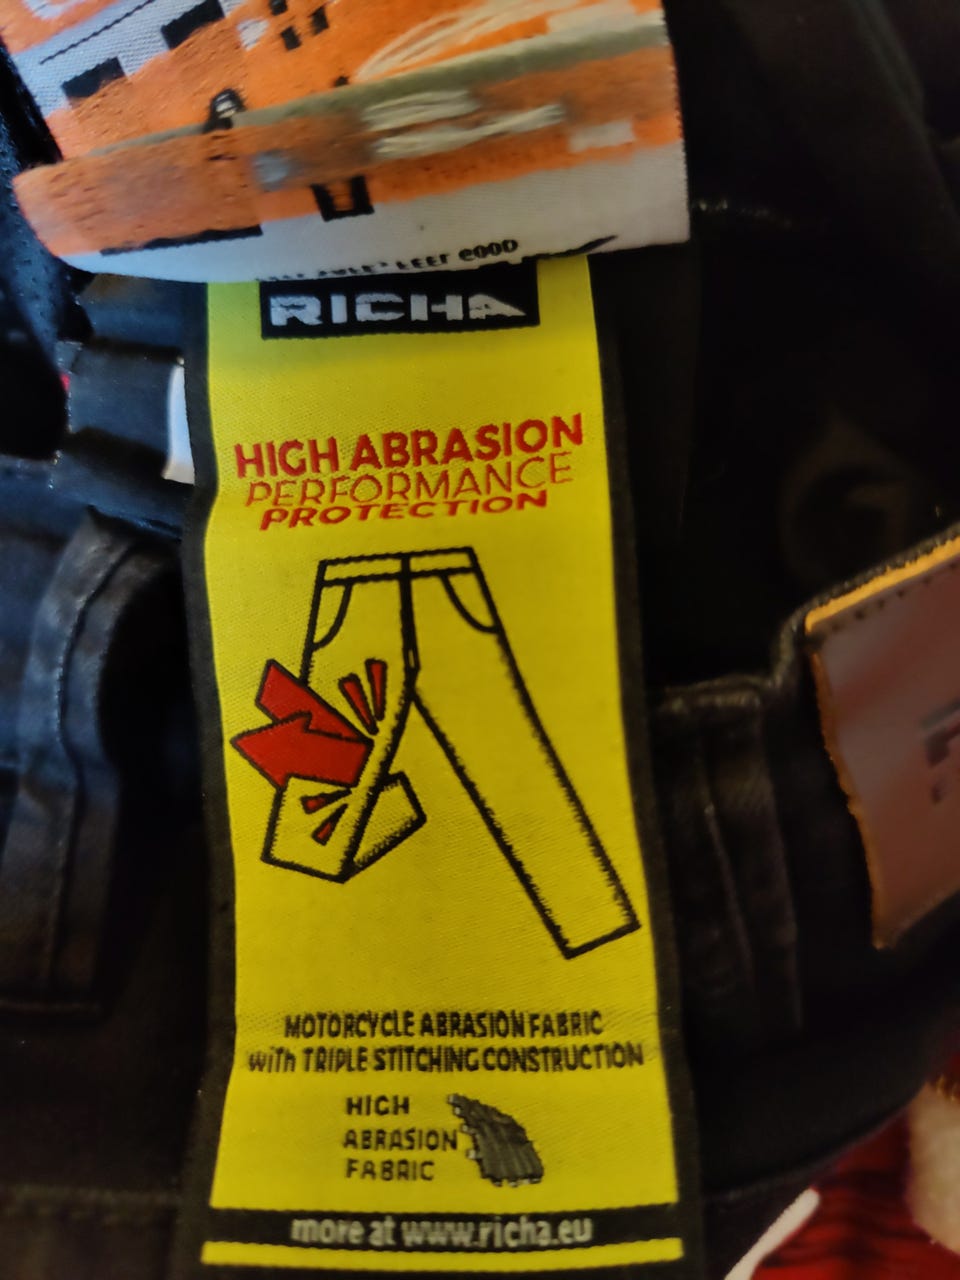 RICHA
HIGH ABRASION
PERFORMANCE
PROTECTION
MOTORCYCLE ABRASION FABRIC
with TRIPLE STITCHING CONSTRUCTION
HIGH
ABRASION
FABRIC
more at www.richa.eu